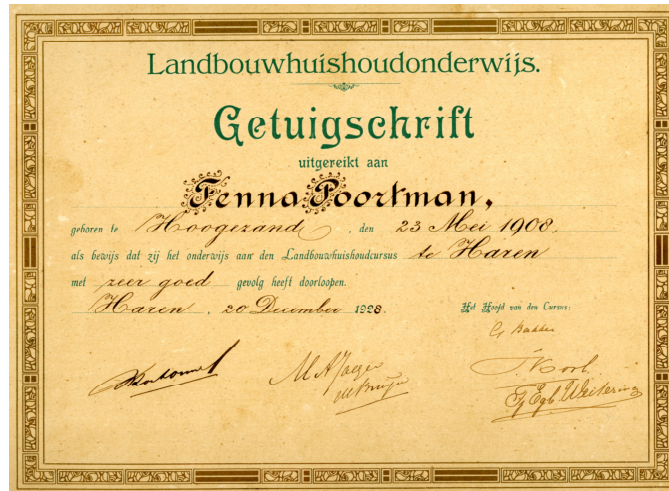 Landbouwhuishoudonderwijs.
Getuigschrift
uitgereikt aan
Fenna Poortman,
geboren te Hoogezand, den 23 Mei 1908.
als bewijs dat zij het onderwijs aan den Landbouwhuishoudcursus te Haren
met zeer goed gevolg heeft doorloopen.
Haren, 20 December 1928.
Het Hoofd van den Cursus:
G Bakker
M A Jaeger